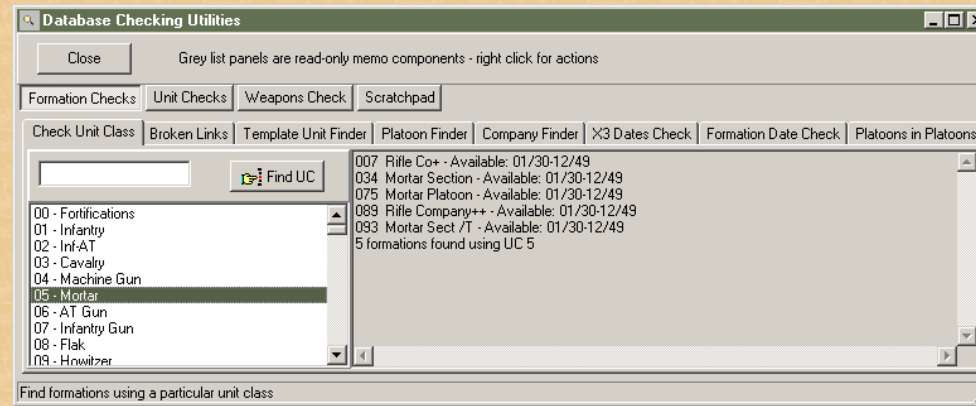 Database Checking Utilities
Close
Grey list panels are read-only memo components - right click for actions
Formation Checks
Unit Checks
Weapons Check
Scratchpad
Check Unit Class
Broken Links
Template Unit Finder
Platoon Finder
Company Finder
X3 Dates Check
Formation Date Check
Platoons in Platoons
Find UC
00 - Fortifications
01 - Infantry
02 - Inf-AT
03 - Cavalry
04 - Machine Gun
05 - Mortar
06 - AT Gun
07 - Infantry Gun
08 - Flak
09 - Howitzer
007 Rifle Co+ - Available: 01/30-12/49
034 Mortar Section - Available: 01/30-12/49
075 Mortar Platoon - Available: 01/30-12/49
089 Rifle Company++ - Available: 01/30-12/49
093 Mortar Sect /T - Available: 01/30-12/49
5 formations found using UC 5
Find formations using a particular unit class